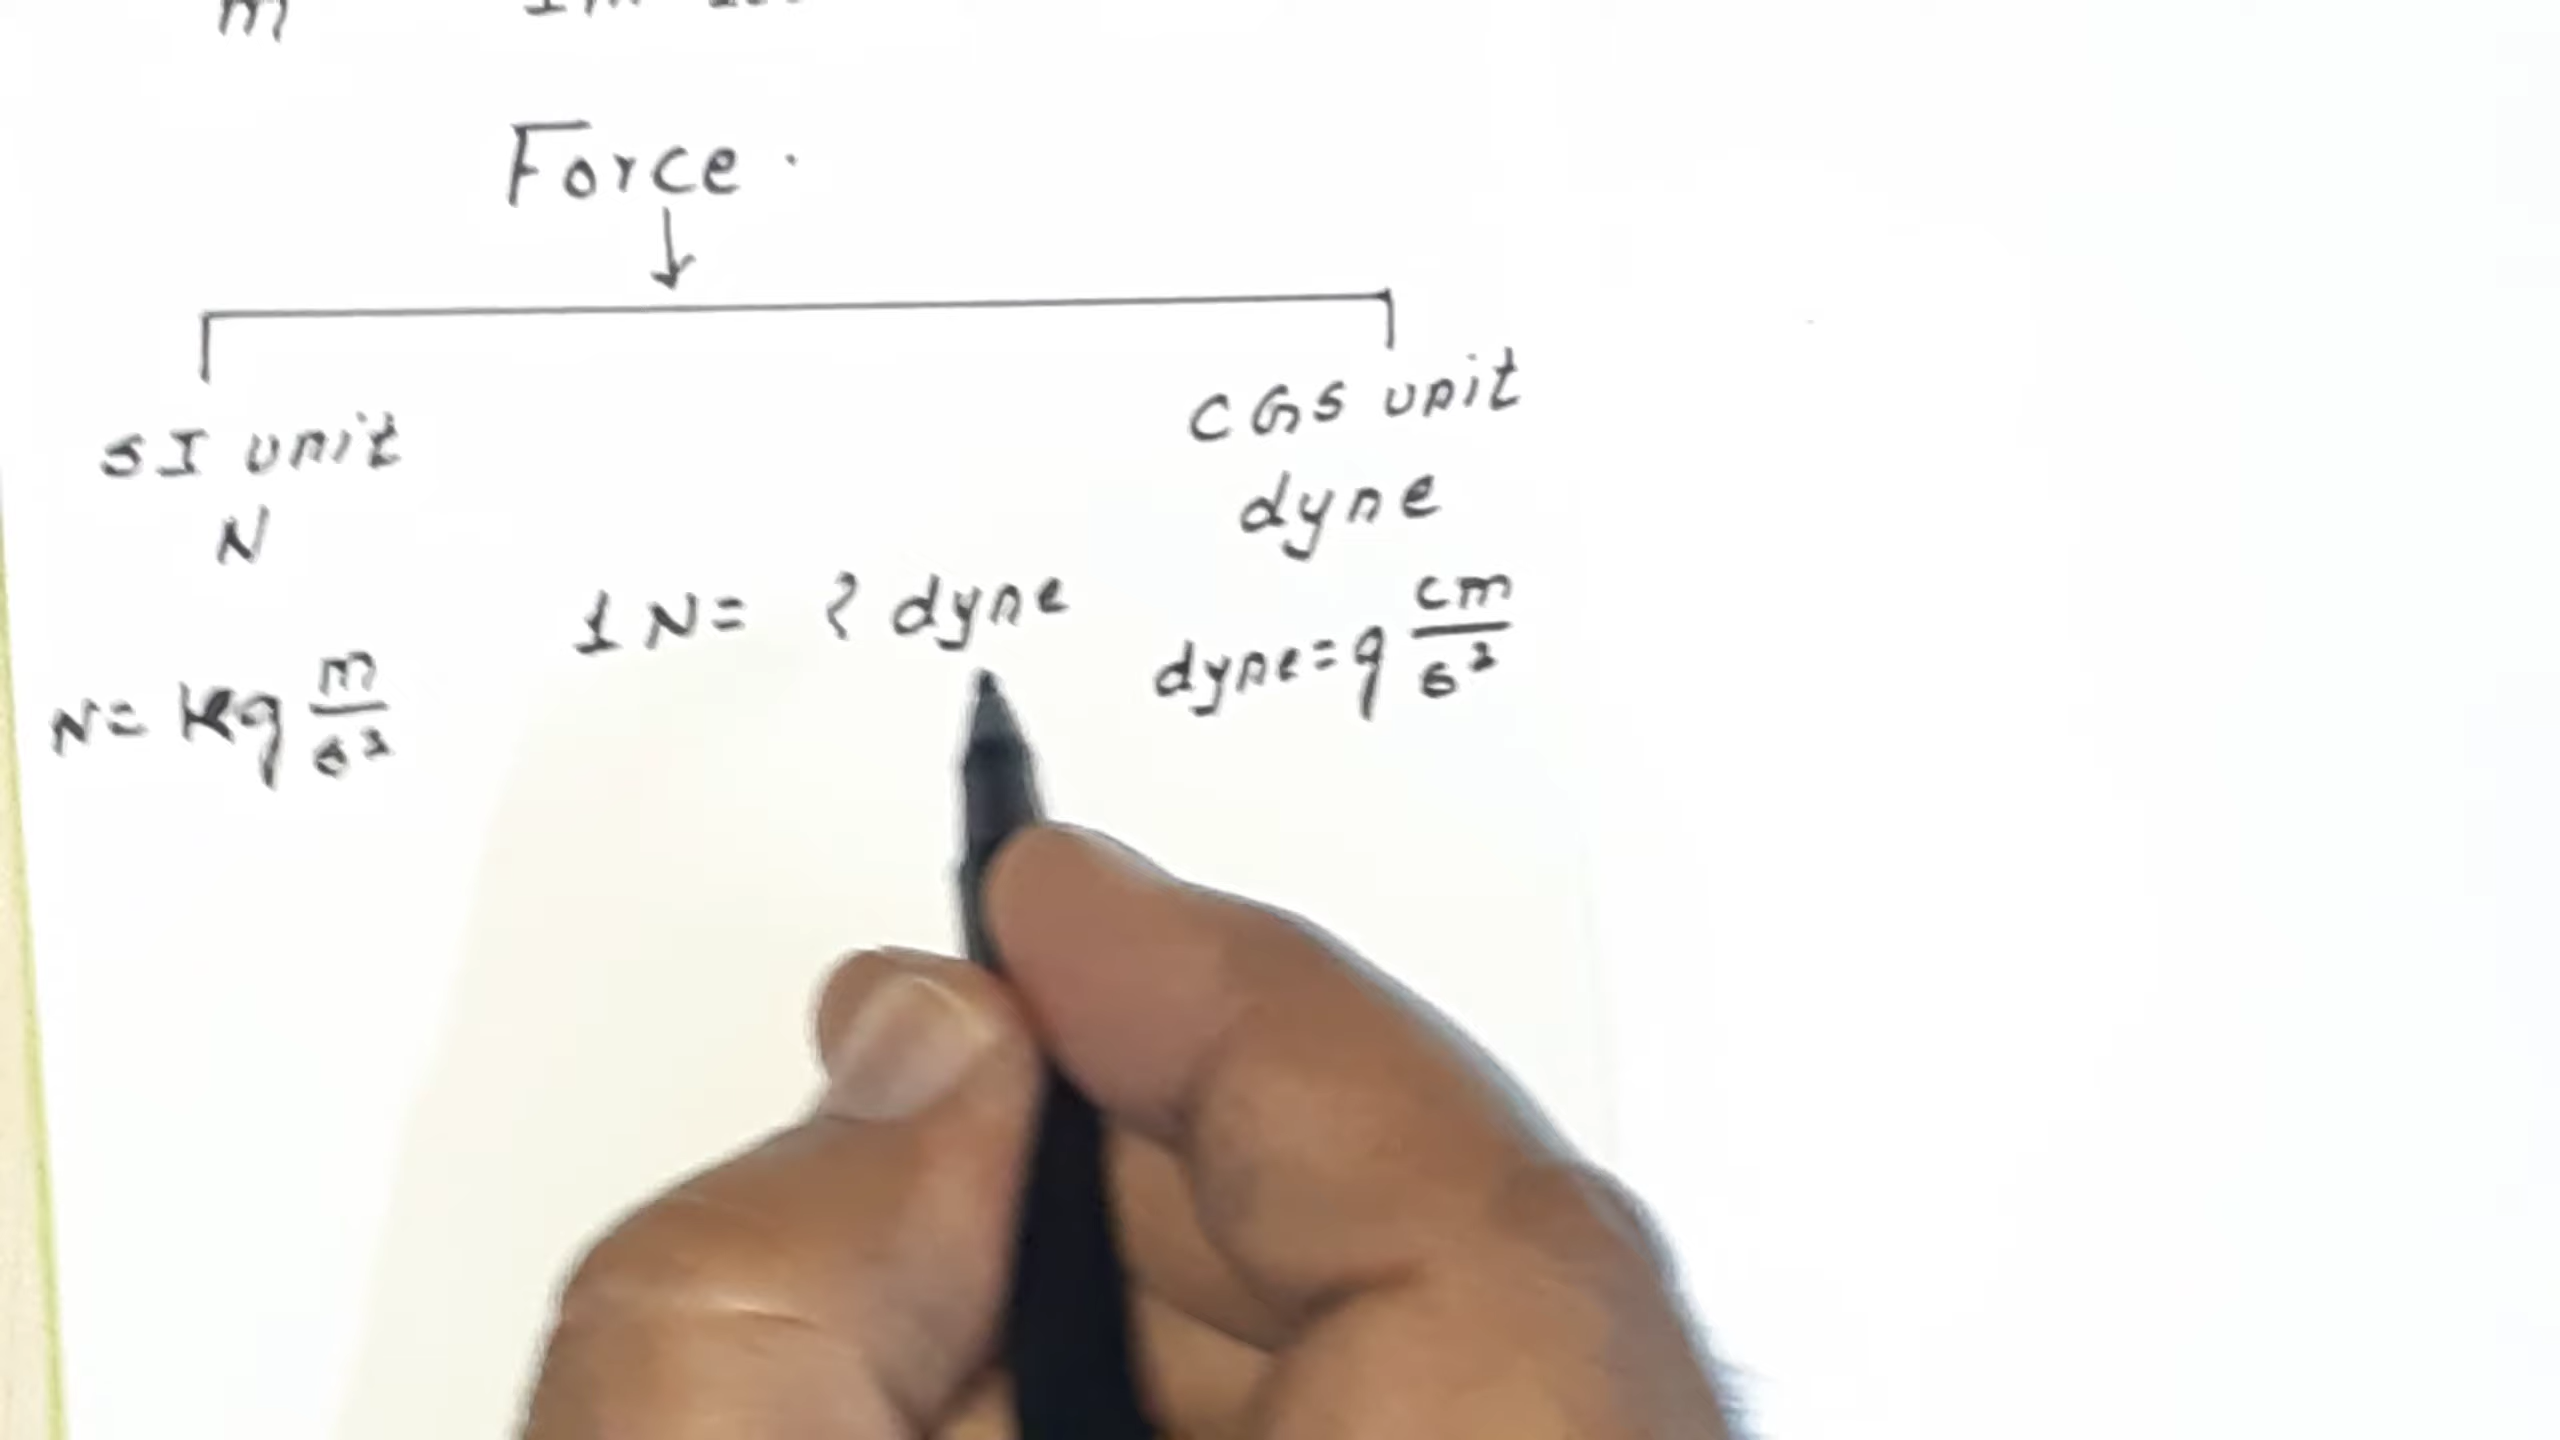 m
Force
SI unit
N
N = kg m/s²
1 N = ? dyne
CGS unit
dyne
dyne = g cm/s²